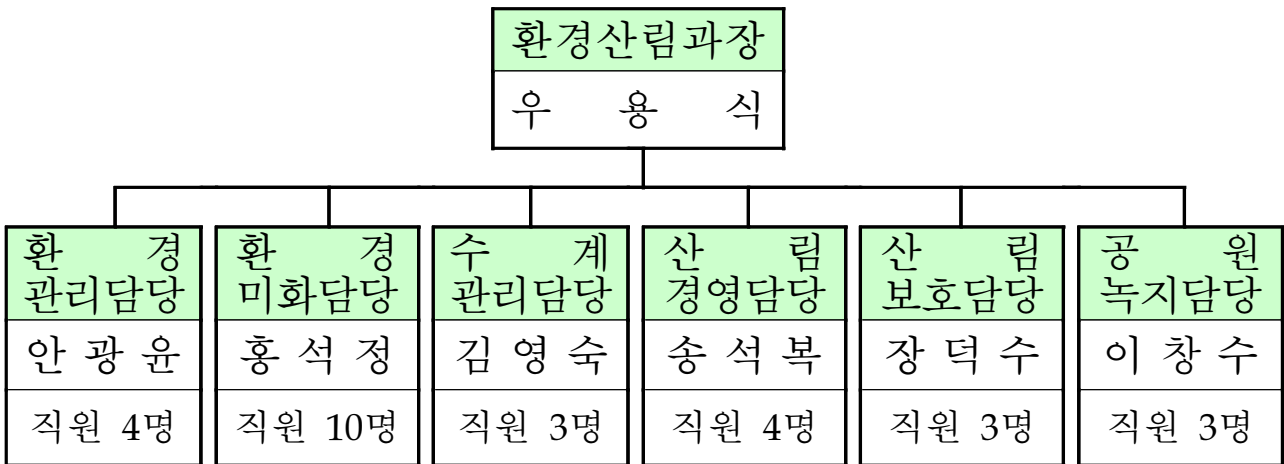 환경산림과장
우 용 식
환 경
관리담당
안 광 윤
직원 4명
환 경
미화담당
홍 석 정
직원 10명
수 계
관리담당
김 영 숙
직원 3명
산 림
경영담당
송 석 복
직원 4명
산 림
보호담당
장 덕 수
직원 3명
공 원
녹지담당
이 창 수
직원 3명